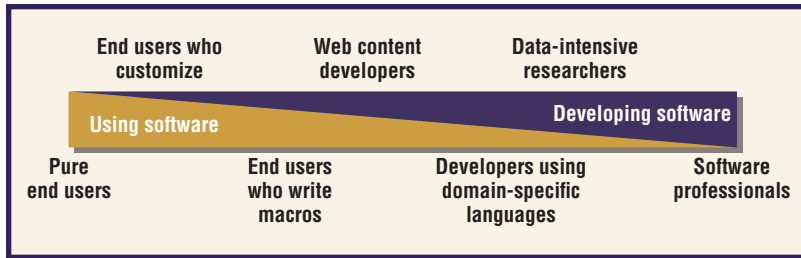 End users who
customize
Web content
developers
Data-intensive
researchers
Using software
Developing software
Pure
end users
End users
who write
macros
Developers using
domain-specific
languages
Software
professionals